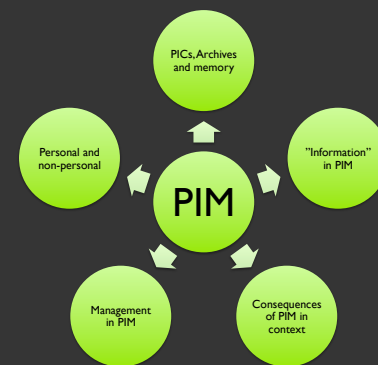 PICs, Archives
and memory
Personal and
non-personal
”Information”
in PIM
PIM
Management
in PIM
Consequences
of PIM in
context